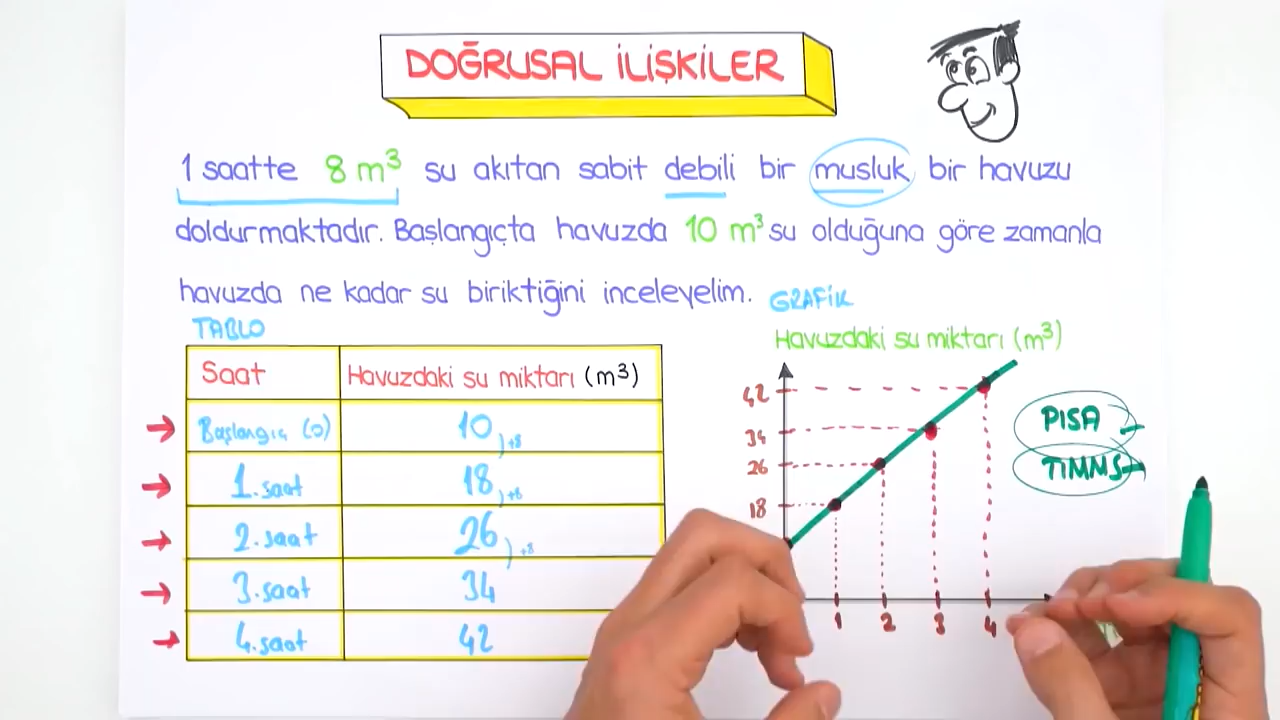 DOĞRUSAL İLİŞKİLER
1 saatte 8 m³ su akıtan sabit debili bir musluk bir havuzu
doldurmaktadır. Başlangıçta havuzda 10 m³ su olduğuna göre zamanla
havuzda ne kadar su biriktiğini inceleyelim.
TABLO
Saat Havuzdaki su miktarı (m³)
Başlangıç (0) 10
+8
1.saat 18
+8
2.saat 26
+8
3.saat 34
4.saat 42
GRAFİK
Havuzdaki su miktarı (m³)
42
34
26
18
1 2 3 4
PISA
TIMMS